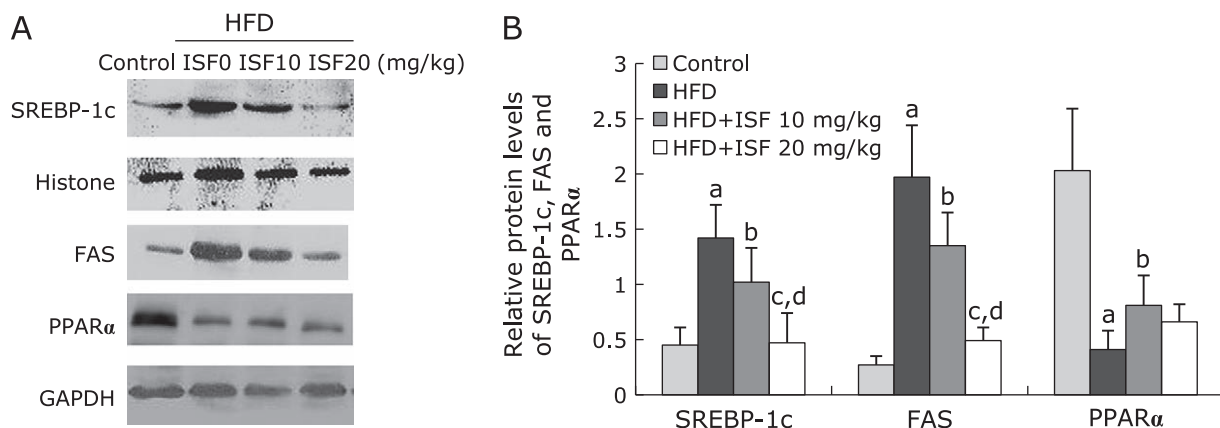 A
HFD
Control ISF0 ISF10 ISF20 (mg/kg)
SREBP-1c
Histone
FAS
PPARα
GAPDH
B
Relative protein levels
of SREBP-1c, FAS and
PPARα
3
2.5
2
1.5
1
0.5
0
Control
HFD
HFD+ISF 10 mg/kg
HFD+ISF 20 mg/kg
a
b
c,d
a
b
c,d
a
b
SREBP-1c
FAS
PPARα